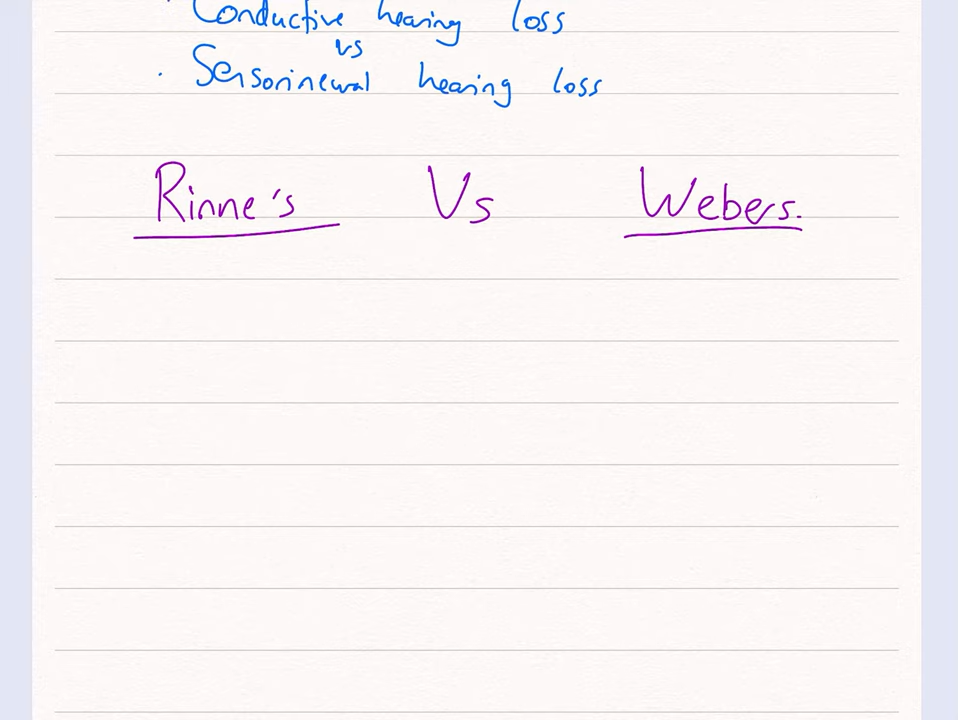 · Conductive hearing loss
vs
· Sensorineural hearing loss
Rinne's Vs Webers.